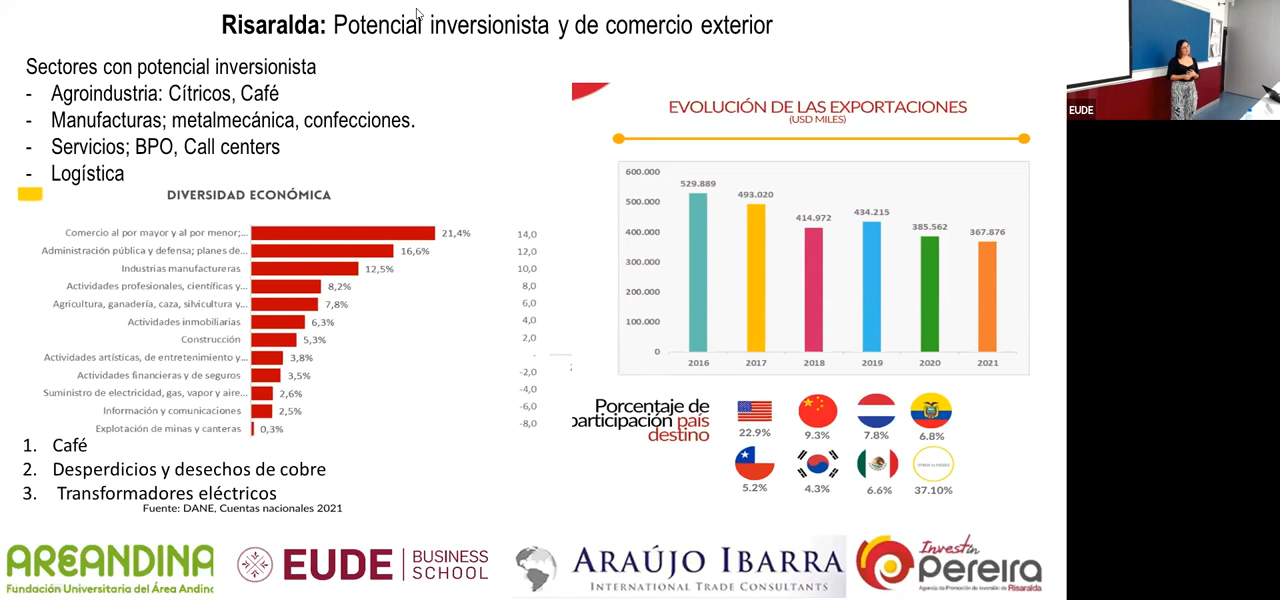 Risaralda: Potencial inversionista y de comercio exterior
Sectores con potencial inversionista
- Agroindustria: Cítricos, Café
- Manufacturas; metalmecánica, confecciones.
- Servicios; BPO, Call centers
- Logística
DIVERSIDAD ECONÓMICA
Comercio al por mayor y al por menor;... 21,4%
Administración pública y defensa; planes de... 16,6%
Industrias manufactureras 12,5%
Actividades profesionales, científicas y... 8,2%
Agricultura, ganadería, caza, silvicultura y... 7,8%
Actividades inmobiliarias 6,3%
Construcción 5,3%
Actividades artísticas, de entretenimiento y... 3,8%
Actividades financieras y de seguros 3,5%
Suministro de electricidad, gas, vapor y aire... 2,6%
Información y comunicaciones 2,5%
Explotación de minas y canteras 0,3%
14,0
12,0
10,0
8,0
6,0
4,0
2,0
-
-2,0
-4,0
-6,0
-8,0
1. Café
2. Desperdicios y desechos de cobre
3. Transformadores eléctricos
Fuente: DANE, Cuentas nacionales 2021
EVOLUCIÓN DE LAS EXPORTACIONES
(USD MILES)
600.000
500.000
400.000
300.000
200.000
100.000
0
529.889 493.020 414.972 434.215 385.562 367.876
2016 2017 2018 2019 2020 2021
Porcentaje de
participación país
destino
22.9% 9.3% 7.8% 6.8%
5.2% 4.3% 6.6% 37.10%
AREANDINA
Fundación Universitaria del Área Andina
EUDE BUSINESS
SCHOOL
ARAÚJO IBARRA
INTERNATIONAL TRADE CONSULTANTS
Investin
Pereira
Agencia de Promoción de Inversión de Risaralda
EUDE